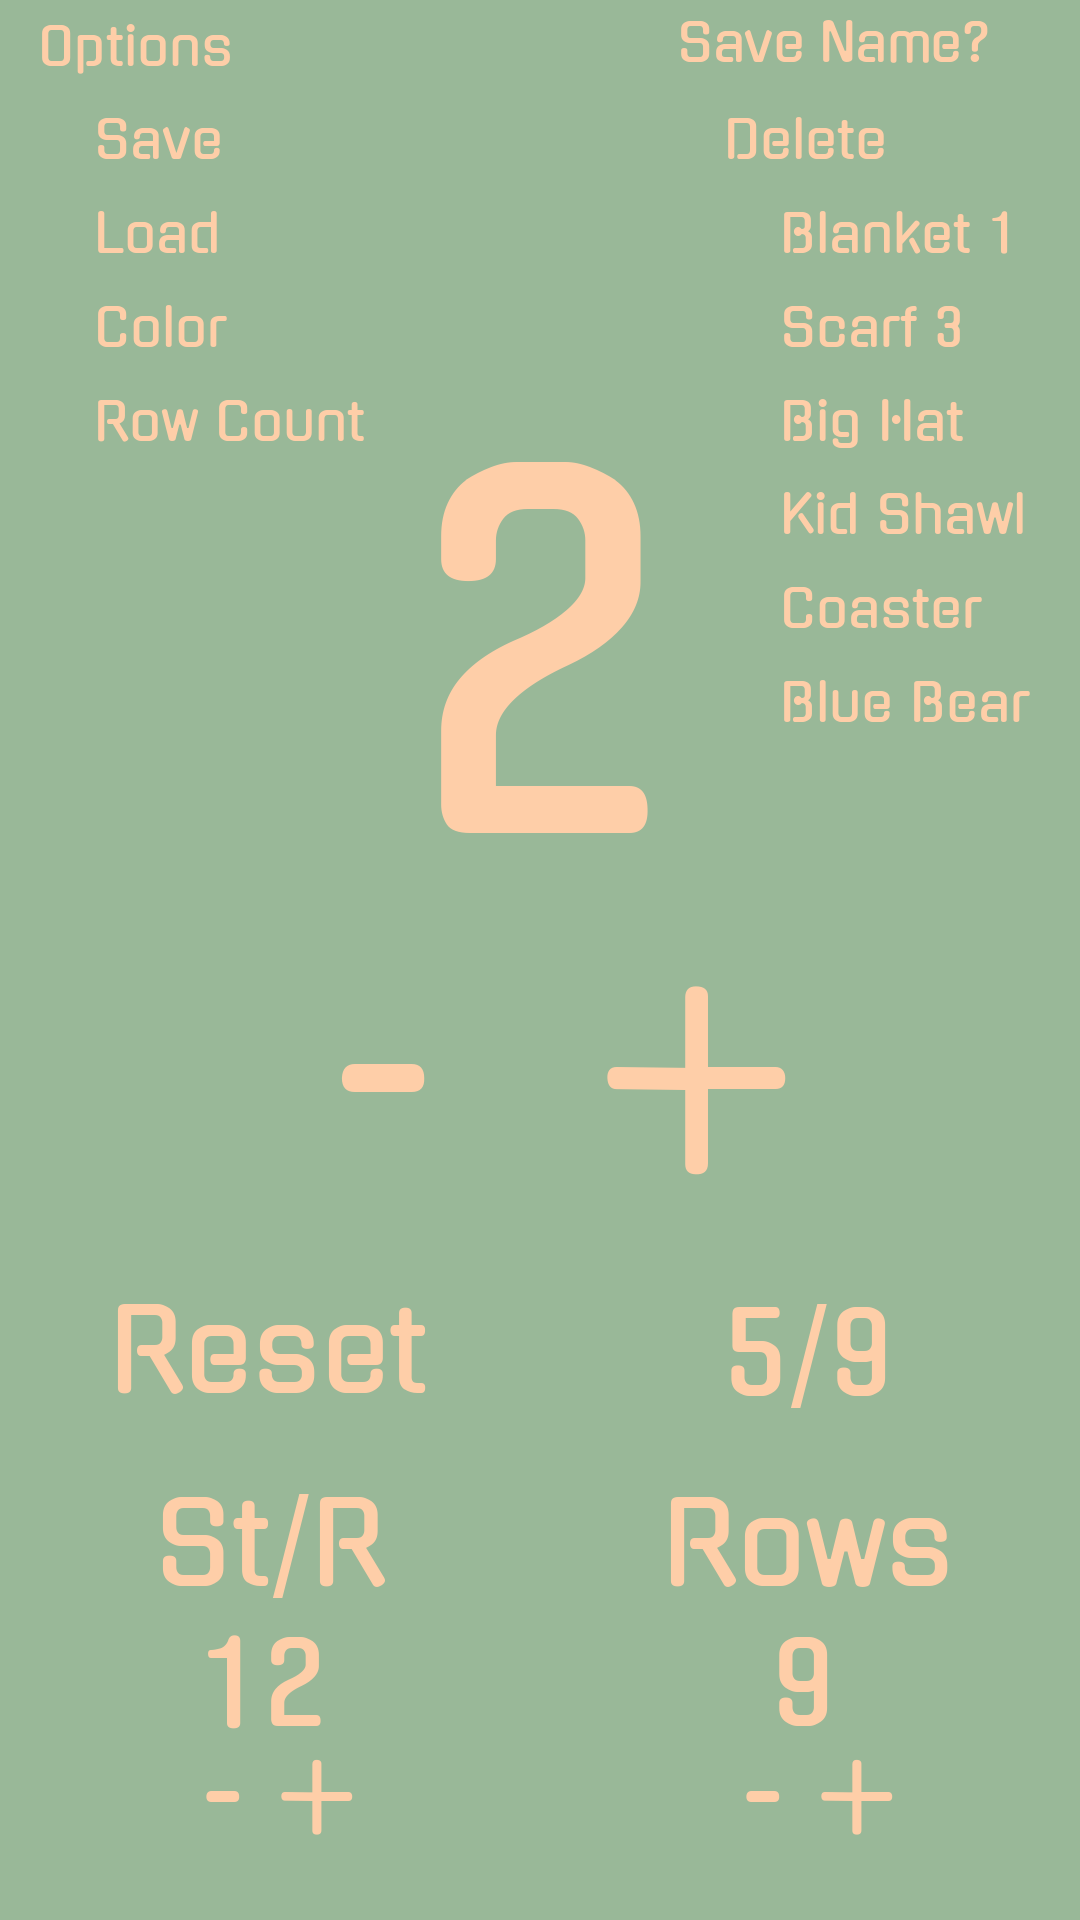 Options
Save
Load
Color
Row Count
Save Name?
Delete
Blanket 1
Scarf 3
Big Hat
Kid Shawl
Coaster
Blue Bear
2
- +
Reset
5/9
St/R
12
- +
Rows
9
- +